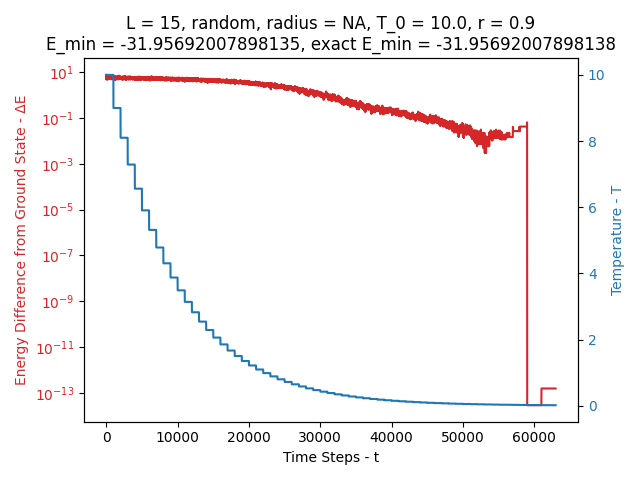 L = 15, random, radius = NA, T_0 = 10.0, r = 0.9
E_min = -31.95692007898135, exact E_min = -31.95692007898138
10¹
10⁻¹
10⁻³
10⁻⁵
10⁻⁷
10⁻⁹
10⁻¹¹
10⁻¹³
Energy Difference from Ground State - ΔE
10
8
6
4
2
0
Temperature - T
0 10000 20000 30000 40000 50000 60000
Time Steps - t